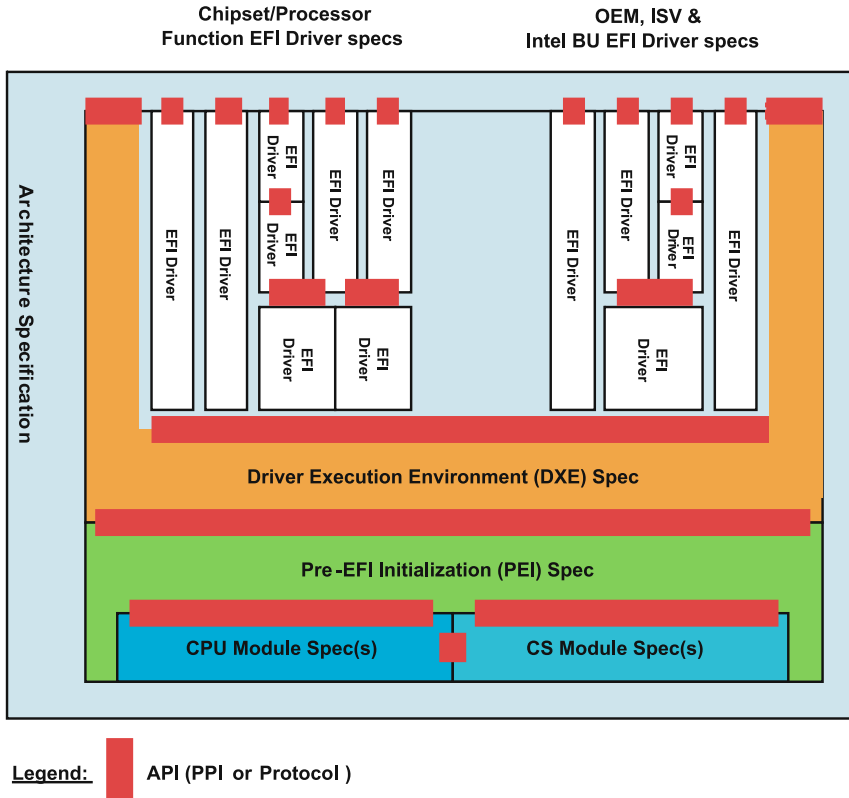 Chipset/Processor
Function EFI Driver specs
OEM, ISV &
Intel BU EFI Driver specs
Architecture Specification
EFI Driver
EFI Driver
EFI
Driver
EFI
Driver
EFI Driver
EFI Driver
EFI
Driver
EFI
Driver
EFI Driver
EFI Driver
EFI
Driver
EFI
Driver
EFI
Driver
EFI Driver
Driver Execution Environment (DXE) Spec
Pre-EFI Initialization (PEI) Spec
CPU Module Spec(s)
CS Module Spec(s)
Legend:
API (PPI or Protocol )